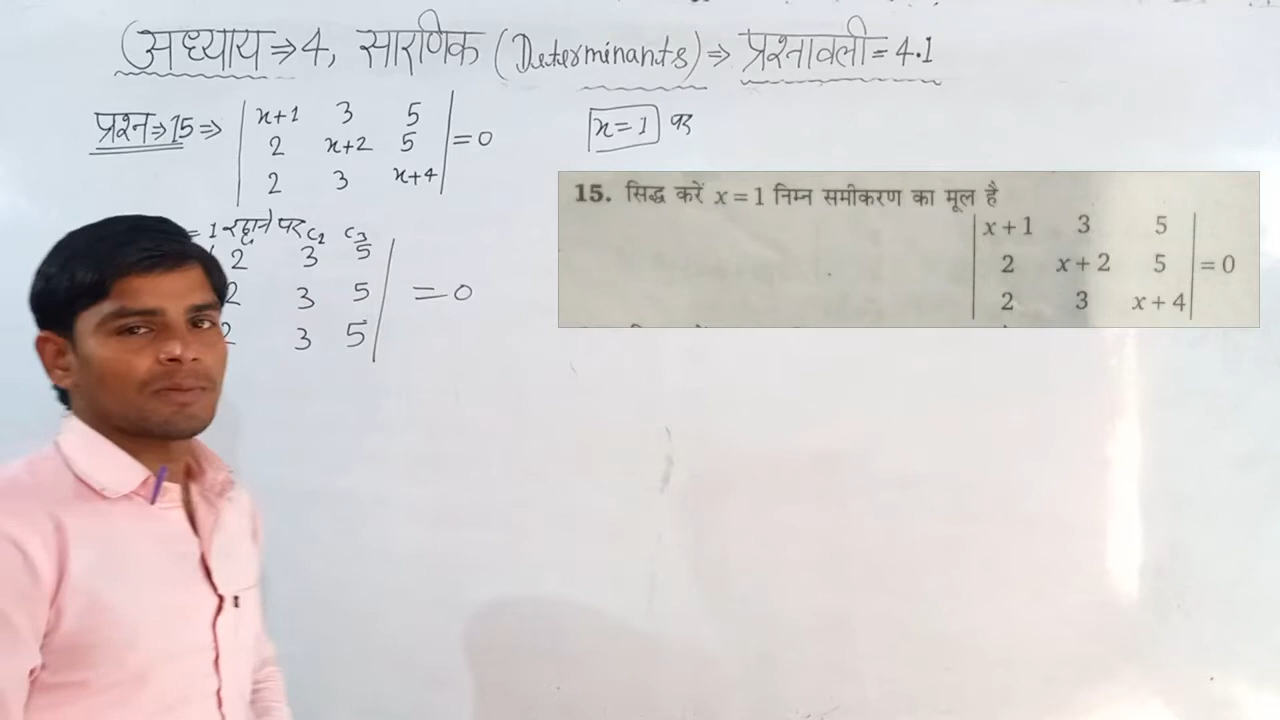 (अध्याय ⇒ 4, सारणिक (Determinants) ⇒ प्रश्नावली = 4.1
प्रश्न ⇒ 15 ⇒ | x+1 3 5 |
| 2 x+2 5 | = 0
| 2 3 x+4 |
x=1 पर
= 1 रखने पर C2 C3
2 3 5
2 3 5 | = 0
2 3 5
15. सिद्ध करें x = 1 निम्न समीकरण का मूल है
| x + 1 3 5 |
| 2 x + 2 5 | = 0
| 2 3 x + 4 |